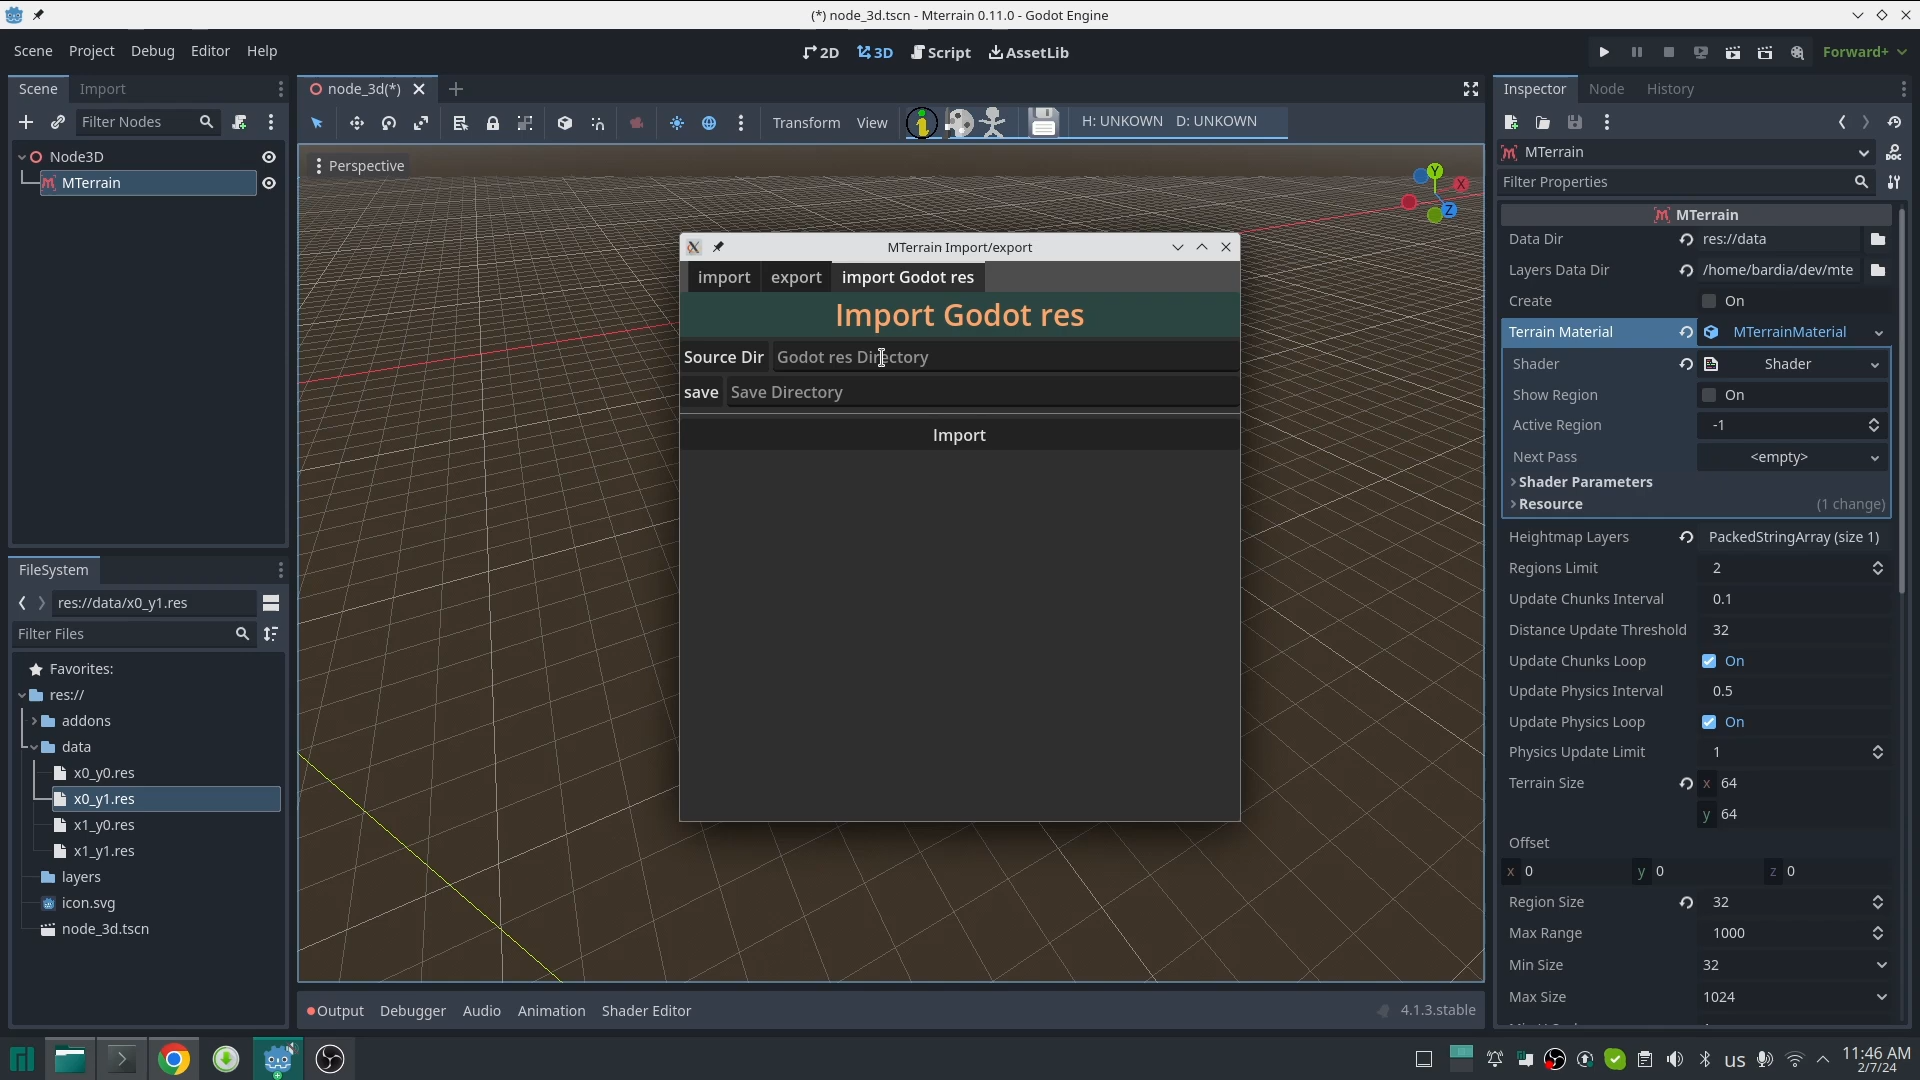 (*) node_3d.tscn - Mterrain 0.11.0 - Godot Engine
Scene Project Debug Editor Help
2D 3D Script AssetLib
Forward+
Scene Import
Filter Nodes
Node3D
MTerrain
FileSystem
res://data/x0_y1.res
Filter Files
Favorites:
res://
addons
data
x0_y0.res
x0_y1.res
x1_y0.res
x1_y1.res
layers
icon.svg
node_3d.tscn
node_3d(*)
Transform View
H: UNKOWN D: UNKOWN
Perspective
Y
X
Z
MTerrain Import/export
import export import Godot res
Import Godot res
Source Dir Godot res Directory
save Save Directory
Import
Output Debugger Audio Animation Shader Editor
4.1.3.stable
Inspector Node History
MTerrain
Filter Properties
MTerrain
Data Dir res://data
Layers Data Dir /home/bardia/dev/mte
Create On
Terrain Material MTerrainMaterial
Shader Shader
Show Region On
Active Region -1
Next Pass <empty>
Shader Parameters
Resource (1 change)
Heightmap Layers PackedStringArray (size 1)
Regions Limit 2
Update Chunks Interval 0.1
Distance Update Threshold 32
Update Chunks Loop On
Update Physics Interval 0.5
Update Physics Loop On
Physics Update Limit 1
Terrain Size x 64
y 64
Offset
x 0 y 0 z 0
Region Size 32
Max Range 1000
Min Size 32
Max Size 1024
us
11:46 AM
2/7/24